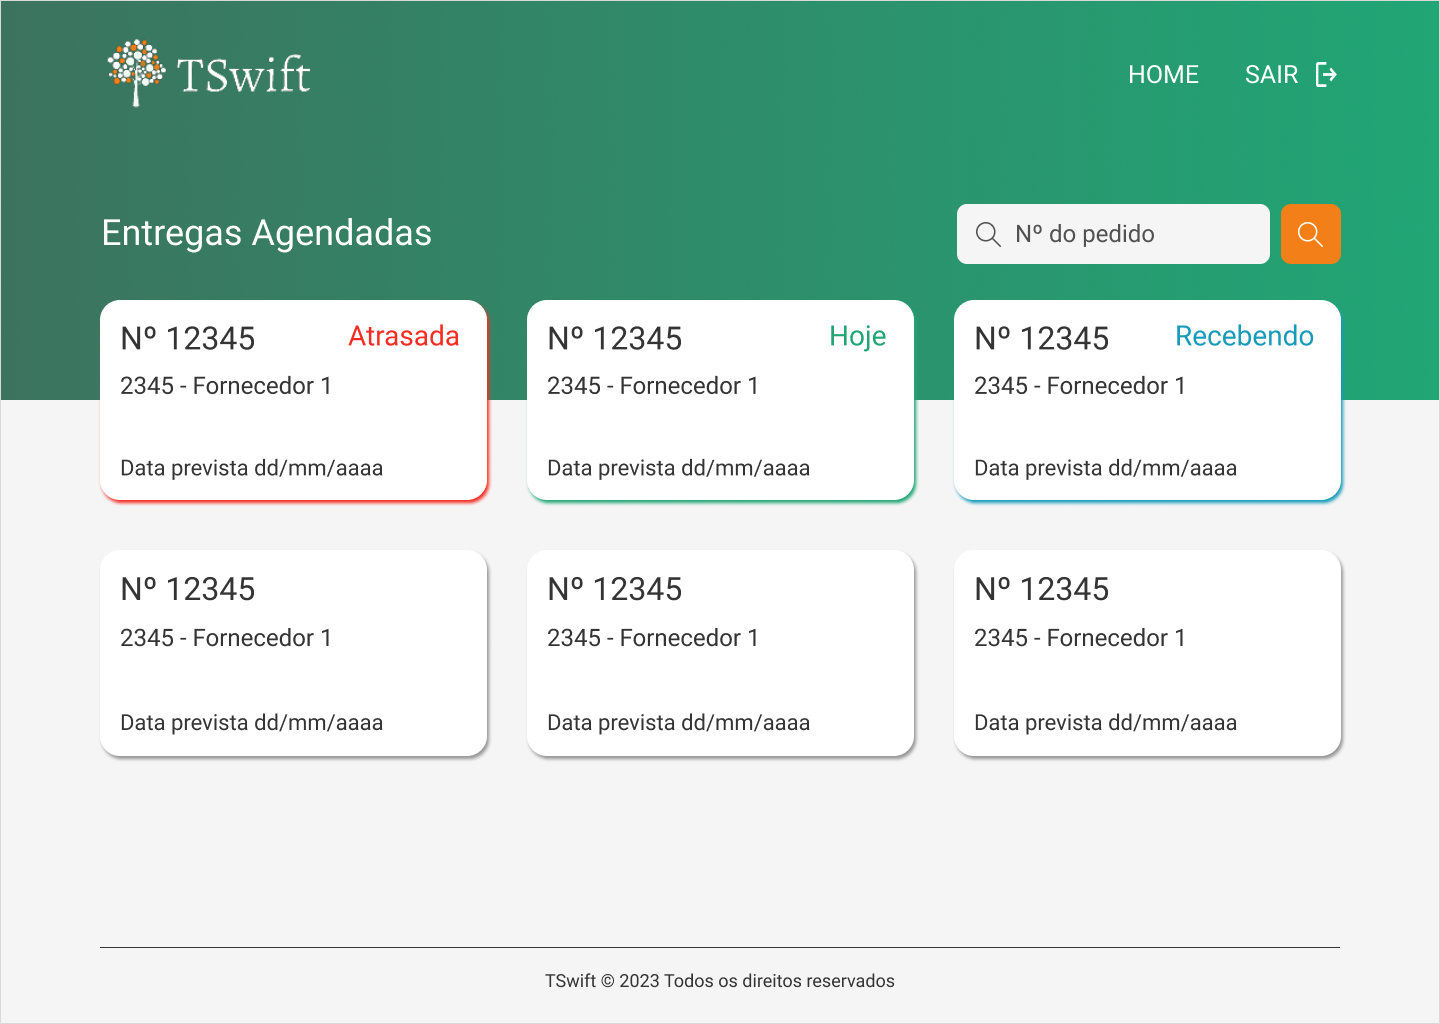 TSwift
HOME
SAIR
Entregas Agendadas
Nº do pedido
Nº 12345
Atrasada
2345 - Fornecedor 1
Data prevista dd/mm/aaaa
Nº 12345
Hoje
2345 - Fornecedor 1
Data prevista dd/mm/aaaa
Nº 12345
Recebendo
2345 - Fornecedor 1
Data prevista dd/mm/aaaa
Nº 12345
2345 - Fornecedor 1
Data prevista dd/mm/aaaa
Nº 12345
2345 - Fornecedor 1
Data prevista dd/mm/aaaa
Nº 12345
2345 - Fornecedor 1
Data prevista dd/mm/aaaa
TSwift © 2023 Todos os direitos reservados